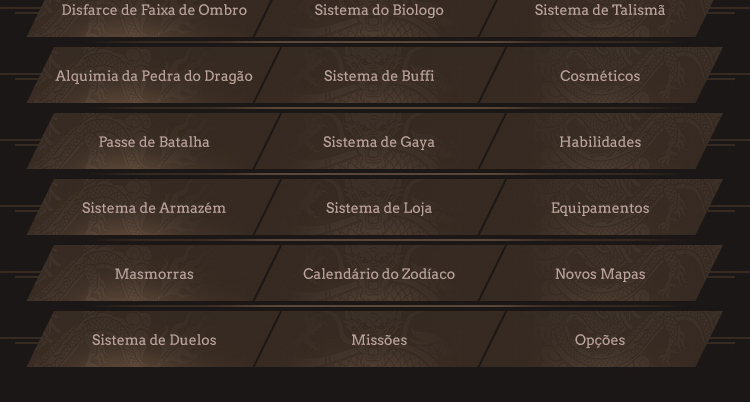 Disfarce de Faixa de Ombro
Sistema do Biologo
Sistema de Talismã
Alquimia da Pedra do Dragão
Sistema de Buffi
Cosméticos
Passe de Batalha
Sistema de Gaya
Habilidades
Sistema de Armazém
Sistema de Loja
Equipamentos
Masmorras
Calendário do Zodíaco
Novos Mapas
Sistema de Duelos
Missões
Opções